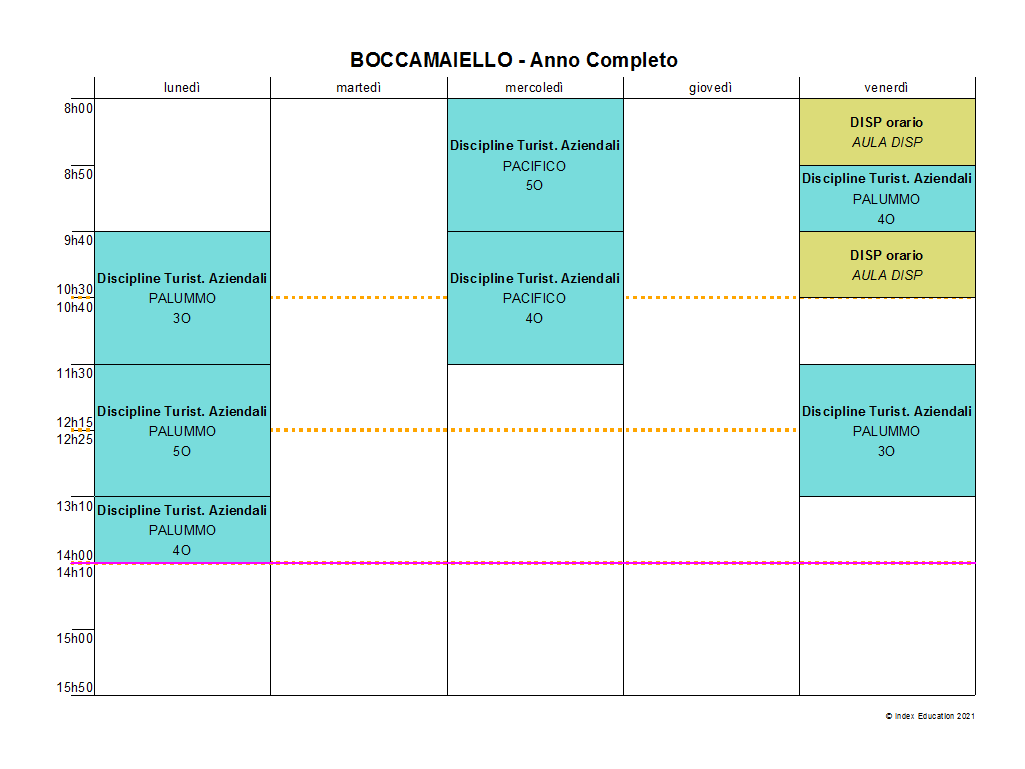 BOCCAMAIELLO - Anno Completo
lunedì martedì mercoledì giovedì venerdì
8h00
8h50
9h40
10h30
10h40
11h30
12h15
12h25
13h10
14h00
14h10
15h00
15h50
Discipline Turist. Aziendali
PALUMMO
3O
Discipline Turist. Aziendali
PALUMMO
5O
Discipline Turist. Aziendali
PALUMMO
4O
Discipline Turist. Aziendali
PACIFICO
5O
Discipline Turist. Aziendali
PACIFICO
4O
DISP orario
AULA DISP
Discipline Turist. Aziendali
PALUMMO
4O
DISP orario
AULA DISP
Discipline Turist. Aziendali
PALUMMO
3O
© Index Education 2021